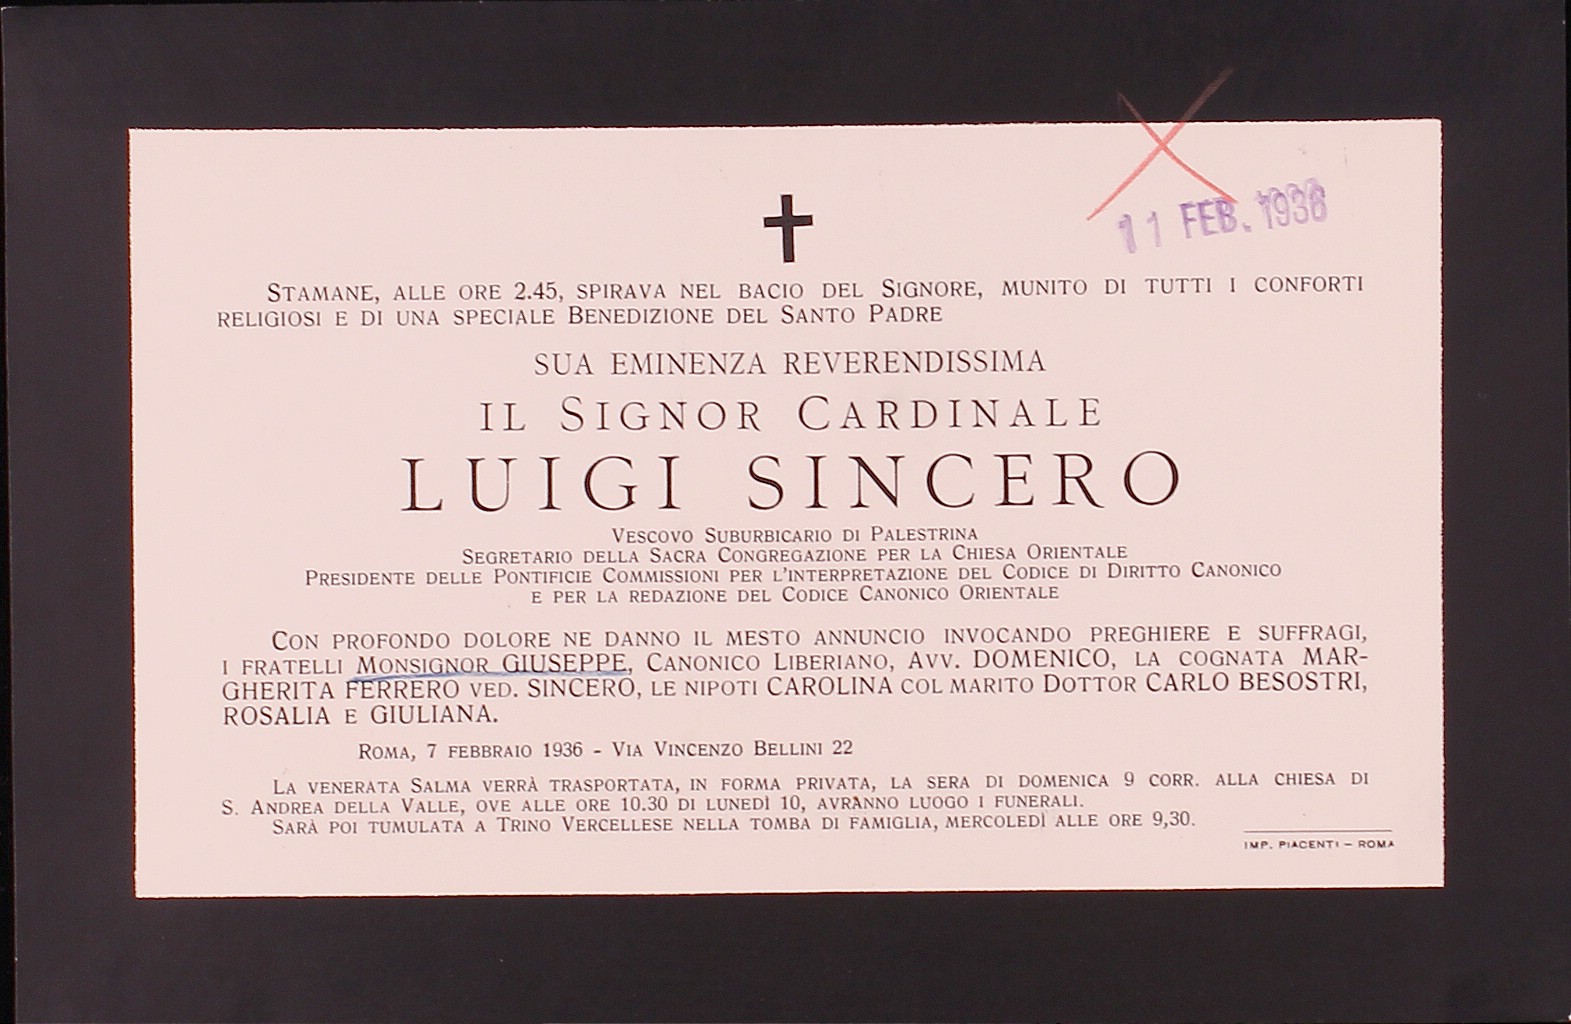 11 FEB. 1936
STAMANE, ALLE ORE 2.45, SPIRAVA NEL BACIO DEL SIGNORE, MUNITO DI TUTTI I CONFORTI
RELIGIOSI E DI UNA SPECIALE BENEDIZIONE DEL SANTO PADRE
SUA EMINENZA REVERENDISSIMA
IL SIGNOR CARDINALE
LUIGI SINCERO
VESCOVO SUBURBICARIO DI PALESTRINA
SEGRETARIO DELLA SACRA CONGREGAZIONE PER LA CHIESA ORIENTALE
PRESIDENTE DELLE PONTIFICIE COMMISSIONI PER L'INTERPRETAZIONE DEL CODICE DI DIRITTO CANONICO
E PER LA REDAZIONE DEL CODICE CANONICO ORIENTALE
CON PROFONDO DOLORE NE DANNO IL MESTO ANNUNCIO INVOCANDO PREGHIERE E SUFFRAGI,
I FRATELLI MONSIGNOR GIUSEPPE, CANONICO LIBERIANO, AVV. DOMENICO, LA COGNATA MAR-
GHERITA FERRERO VED. SINCERO, LE NIPOTI CAROLINA COL MARITO DOTTOR CARLO BESOSTRI,
ROSALIA E GIULIANA.
ROMA, 7 FEBBRAIO 1936 - VIA VINCENZO BELLINI 22
LA VENERATA SALMA VERRÀ TRASPORTATA, IN FORMA PRIVATA, LA SERA DI DOMENICA 9 CORR. ALLA CHIESA DI
S. ANDREA DELLA VALLE, OVE ALLE ORE 10.30 DI LUNEDÌ 10, AVRANNO LUOGO I FUNERALI.
SARÀ POI TUMULATA A TRINO VERCELLESE NELLA TOMBA DI FAMIGLIA, MERCOLEDÌ ALLE ORE 9,30.
IMP. PIACENTI – ROMA